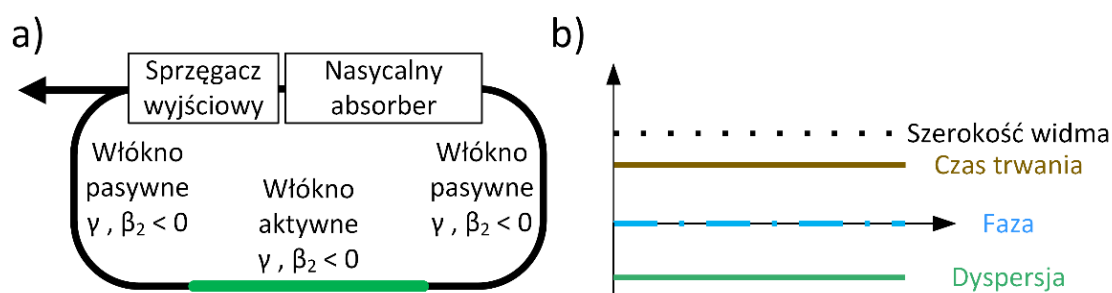 a)
Sprzęgacz
wyjściowy
Nasycalny
absorber
Włókno
pasywne
γ , β₂ < 0
Włókno
aktywne
γ , β₂ < 0
Włókno
pasywne
γ , β₂ < 0
b)
Szerokość widma
Czas trwania
Faza
Dyspersja